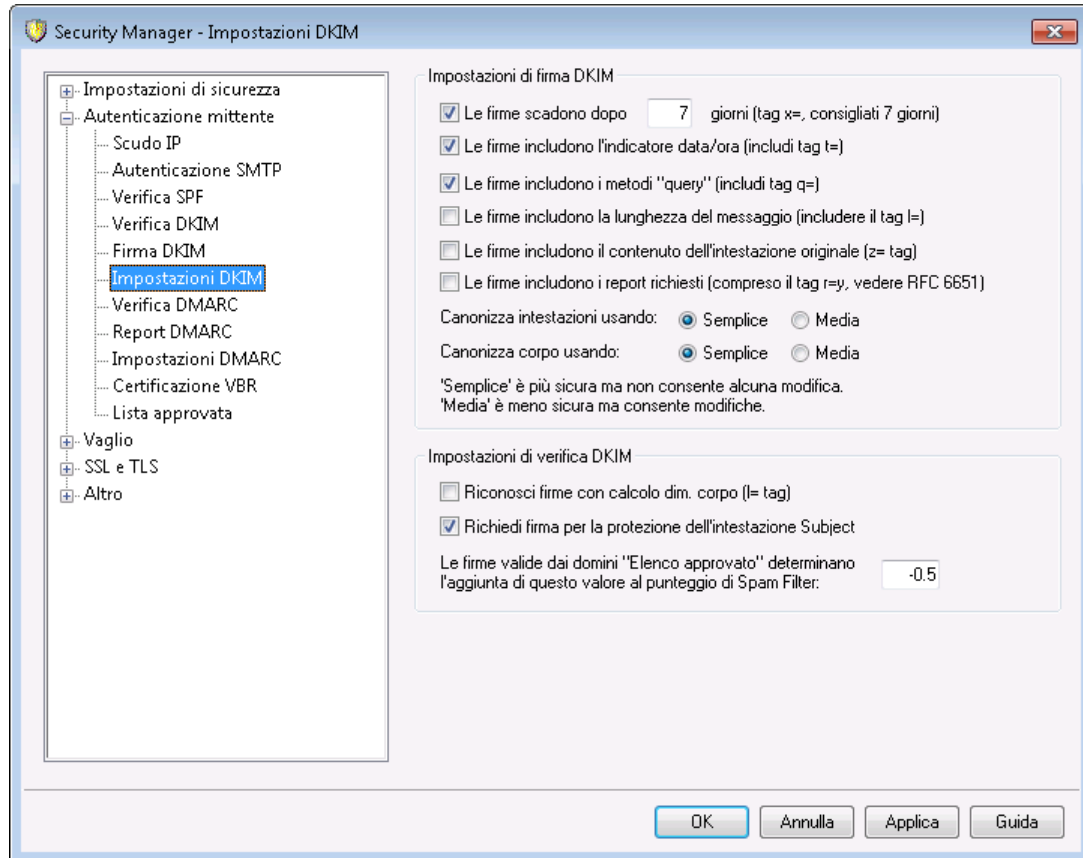 Security Manager - Impostazioni DKIM
Impostazioni di sicurezza
Autenticazione mittente
Scudo IP
Autenticazione SMTP
Verifica SPF
Verifica DKIM
Firma DKIM
Impostazioni DKIM
Verifica DMARC
Report DMARC
Impostazioni DMARC
Certificazione VBR
Lista approvata
Vaglio
SSL e TLS
Altro
Impostazioni di firma DKIM
Le firme scadono dopo 7 giorni (tag x=, consigliati 7 giorni)
Le firme includono l'indicatore data/ora (includi tag t=)
Le firme includono i metodi "query" (includi tag q=)
Le firme includono la lunghezza del messaggio (includere il tag l=)
Le firme includono il contenuto dell'intestazione originale (z= tag)
Le firme includono i report richiesti (compreso il tag r=y, vedere RFC 6651)
Canonizza intestazioni usando: Semplice Media
Canonizza corpo usando: Semplice Media
'Semplice' è più sicura ma non consente alcuna modifica.
'Media' è meno sicura ma consente modifiche.
Impostazioni di verifica DKIM
Riconosci firme con calcolo dim. corpo (l= tag)
Richiedi firma per la protezione dell'intestazione Subject
Le firme valide dai domini "Elenco approvato" determinano
l'aggiunta di questo valore al punteggio di Spam Filter: -0.5
OK Annulla Applica Guida